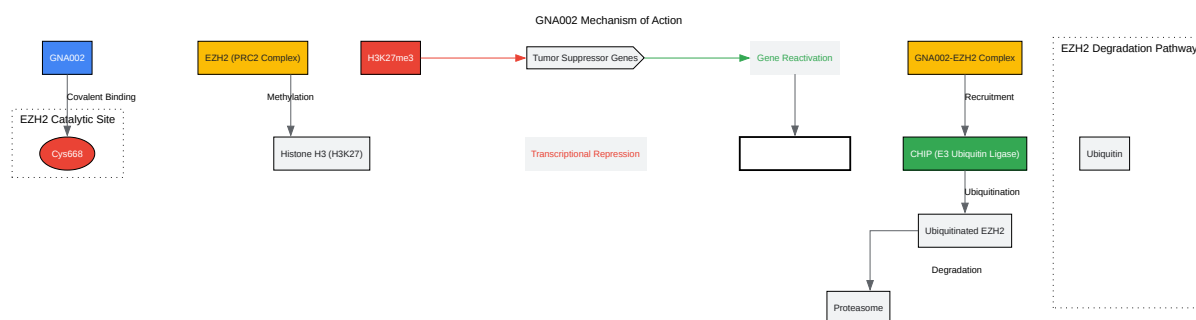 GNA002 Mechanism of Action
GNA002
EZH2 (PRC2 Complex)
H3K27me3
Tumor Suppressor Genes
Gene Reactivation
GNA002-EZH2 Complex
EZH2 Degradation Pathway
Covalent Binding
Methylation
Recruitment
EZH2 Catalytic Site
Cys668
Histone H3 (H3K27)
Transcriptional Repression
CHIP (E3 Ubiquitin Ligase)
Ubiquitin
Ubiquitination
Ubiquitinated EZH2
Degradation
Proteasome